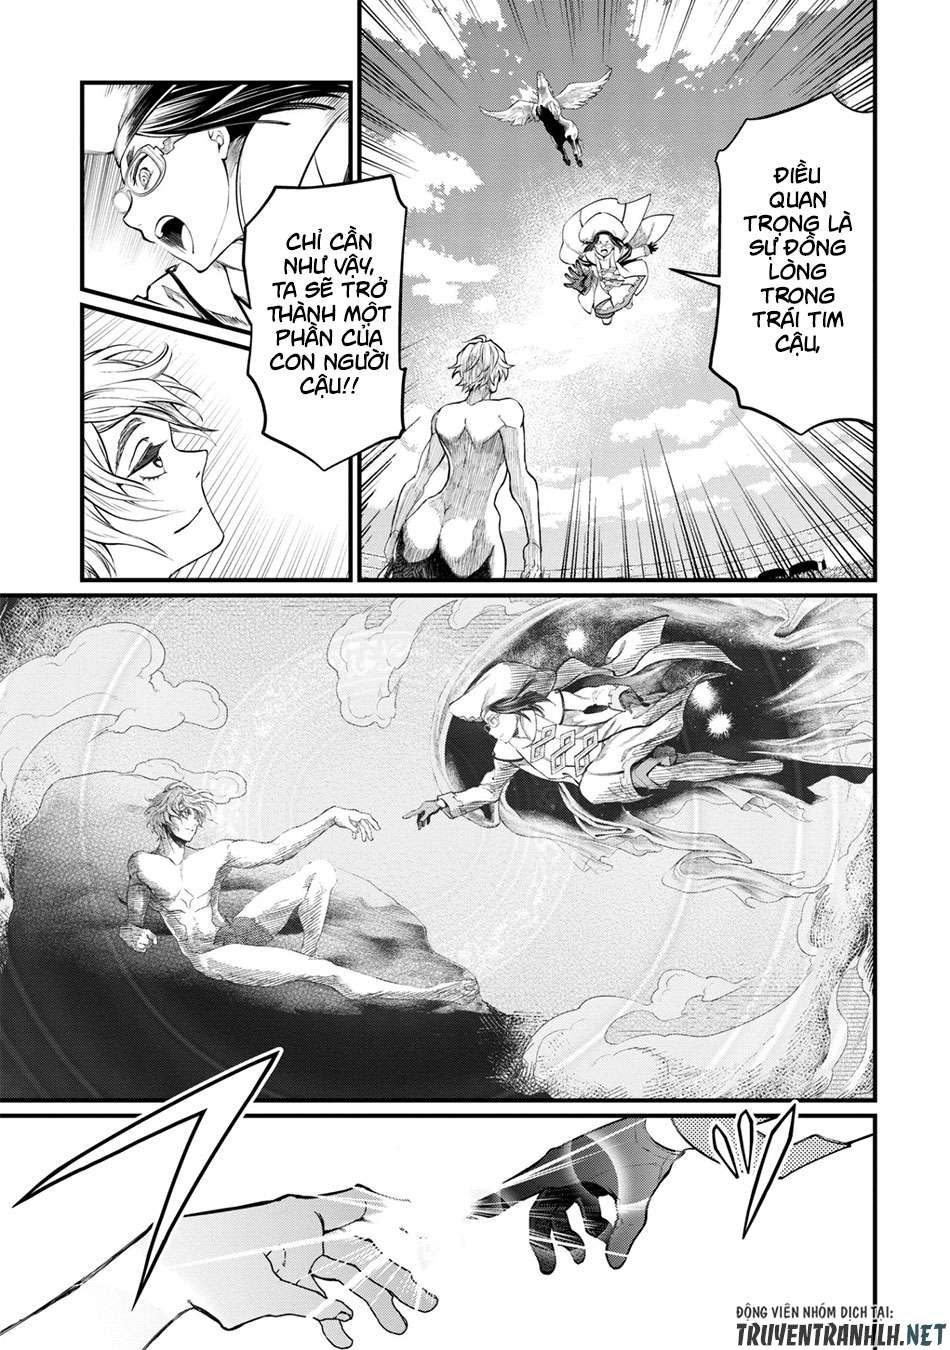 ĐIỀU
QUAN
TRỌNG LÀ
SỰ ĐỒNG
LÒNG
TRONG
TRÁI TIM
CẬU,
CHỈ CẦN
NHƯ VẬY,
TA SẼ TRỞ
THÀNH MỘT
PHẦN CỦA
CON NGƯỜI
CẬU!!
ĐỘNG VIÊN NHÓM DỊCH TẠI:
TRUYENTRANHLH.NET